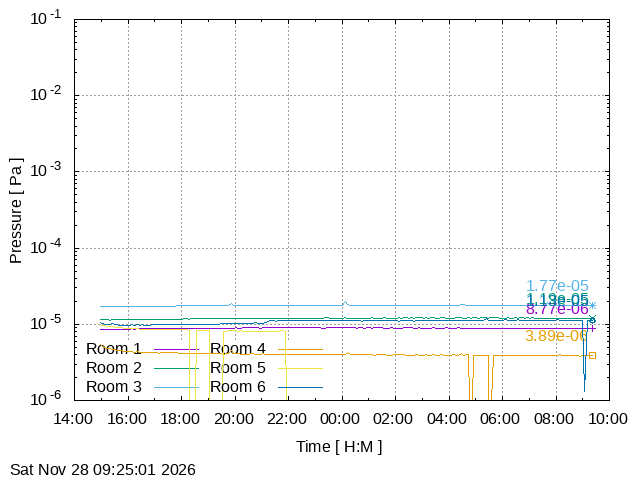 10^-1
10^-2
10^-3
10^-4
10^-5
10^-6
Pressure [ Pa ]
1.77e-05
1.13e-05
8.77e-06
3.89e-06
Room 1 Room 4
Room 2 Room 5
Room 3 Room 6
14:00 16:00 18:00 20:00 22:00 00:00 02:00 04:00 06:00 08:00 10:00
Time [ H:M ]
Sat Nov 28 09:25:01 2026